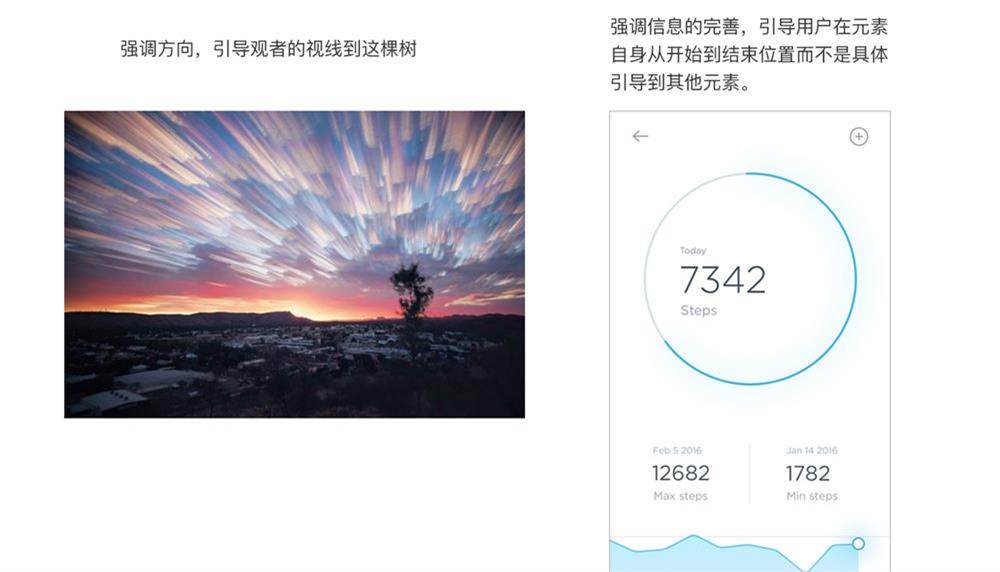 强调方向，引导观者的视线到这棵树
强调信息的完善，引导用户在元素
自身从开始到结束位置而不是具体
引导到其他元素。
Today
7342
Steps
Feb 5 2016
12682
Max steps
Jan 14 2016
1782
Min steps